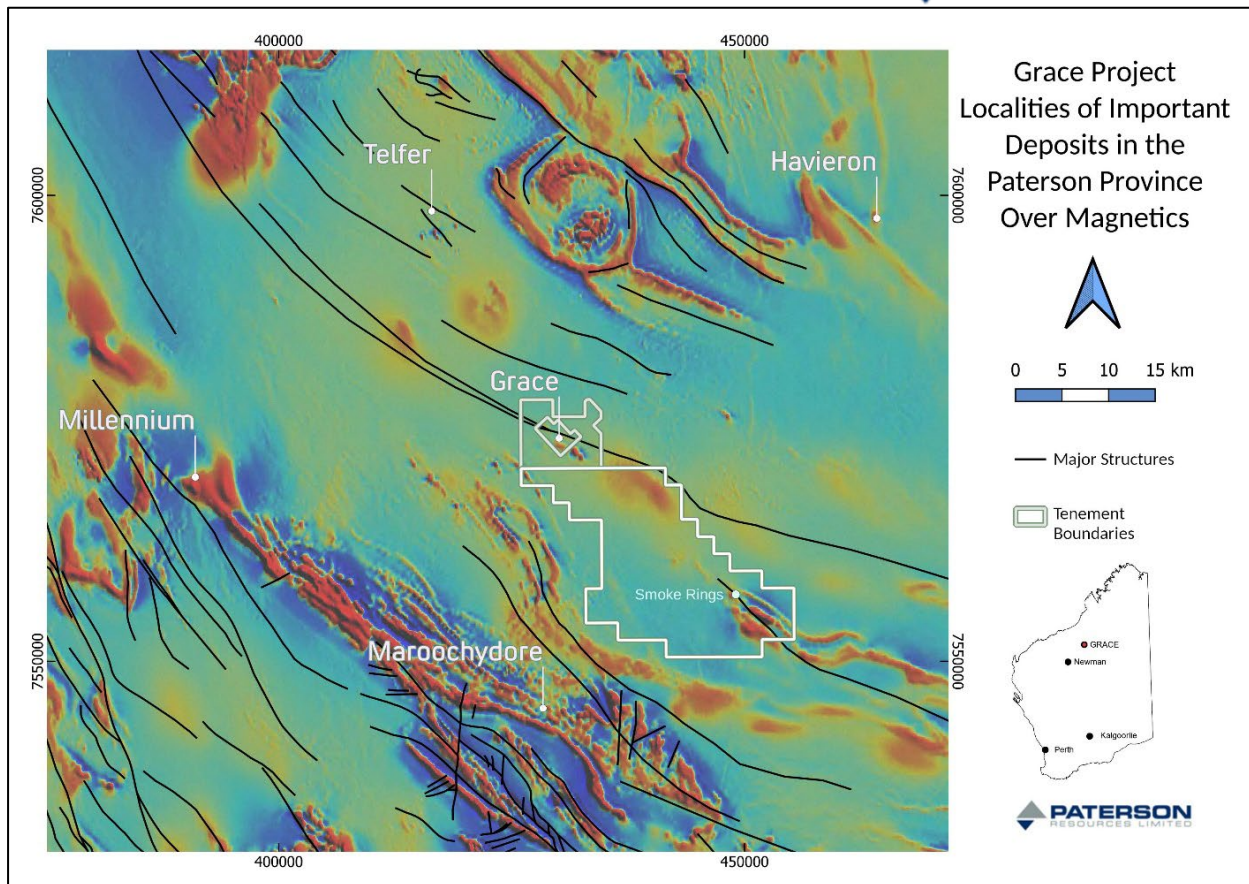 400000
450000
Grace Project
Localities of Important
Deposits in the
Paterson Province
Over Magnetics
Telfer
Havieron
7600000
7600000
0 5 10 15 km
Grace
Millennium
Major Structures
Tenement
Boundaries
Smoke Rings
Maroochydore
7550000
7550000
GRACE
Newman
Kalgoorlie
Perth
PATERSON
RESOURCES LIMITED
400000
450000